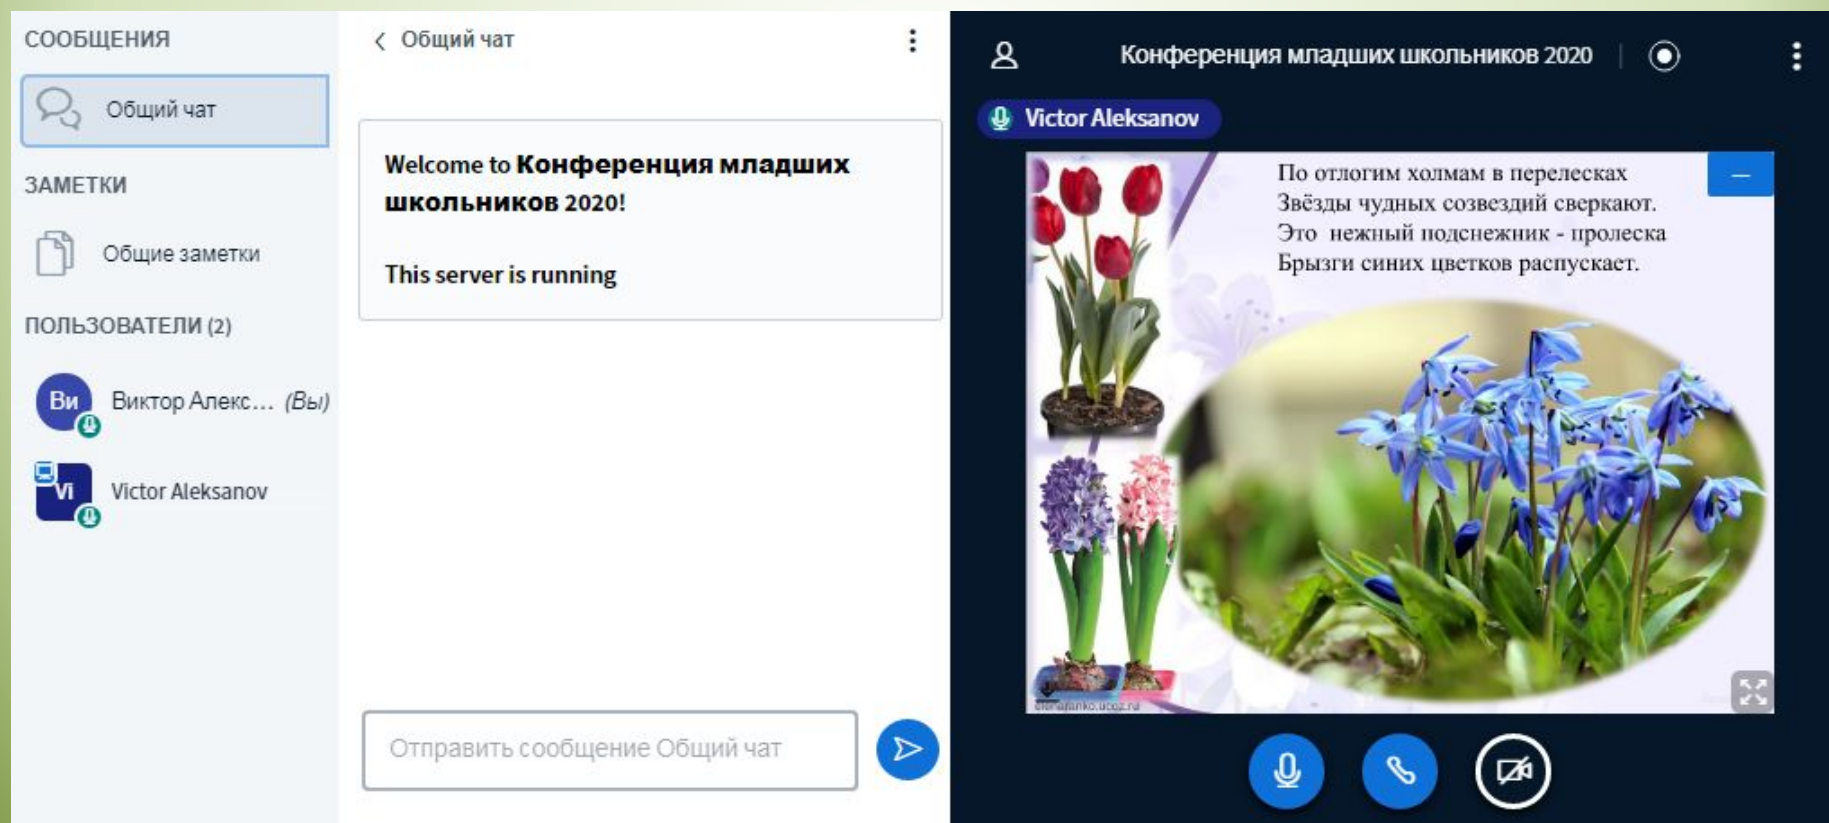 СООБЩЕНИЯ
Общий чат
ЗАМЕТКИ
Общие заметки
ПОЛЬЗОВАТЕЛИ (2)
Ви
Виктор Алекс... (Вы)
Vi
Victor Aleksanov
Общий чат
Welcome to Конференция младших
школьников 2020!
This server is running
Отправить сообщение Общий чат
Конференция младших школьников 2020
Victor Aleksanov
По отлогим холмам в перелесках
Звёзды чудных созвездий сверкают.
Это нежный подснежник - пролеска
Брызги синих цветков распускает.